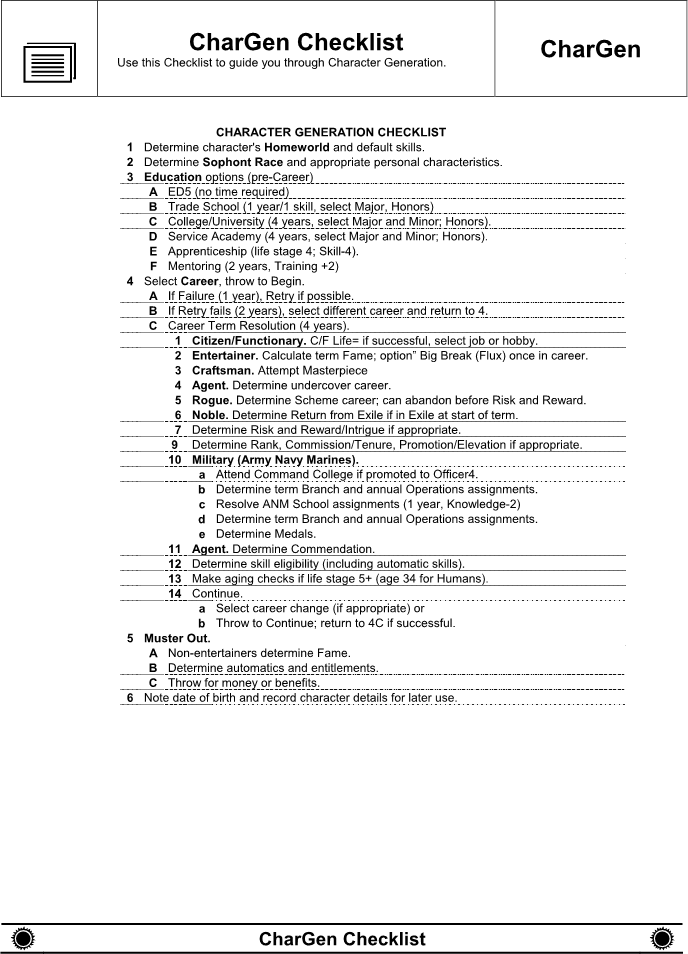 CharGen Checklist
Use this Checklist to guide you through Character Generation.
CharGen
CHARACTER GENERATION CHECKLIST
1 Determine character's Homeworld and default skills.
2 Determine Sophont Race and appropriate personal characteristics.
3 Education options (pre-Career)
A ED5 (no time required)
B Trade School (1 year/1 skill, select Major, Honors)
C College/University (4 years, select Major and Minor; Honors).
D Service Academy (4 years, select Major and Minor; Honors).
E Apprenticeship (life stage 4; Skill-4).
F Mentoring (2 years, Training +2)
4 Select Career, throw to Begin.
A If Failure (1 year), Retry if possible.
B If Retry fails (2 years), select different career and return to 4.
C Career Term Resolution (4 years).
1 Citizen/Functionary. C/F Life= if successful, select job or hobby.
2 Entertainer. Calculate term Fame; option” Big Break (Flux) once in career.
3 Craftsman. Attempt Masterpiece
4 Agent. Determine undercover career.
5 Rogue. Determine Scheme career; can abandon before Risk and Reward.
6 Noble. Determine Return from Exile if in Exile at start of term.
7 Determine Risk and Reward/Intrigue if appropriate.
9 Determine Rank, Commission/Tenure, Promotion/Elevation if appropriate.
10 Military (Army Navy Marines).
a Attend Command College if promoted to Officer4.
b Determine term Branch and annual Operations assignments.
c Resolve ANM School assignments (1 year, Knowledge-2)
d Determine term Branch and annual Operations assignments.
e Determine Medals.
11 Agent. Determine Commendation.
12 Determine skill eligibility (including automatic skills).
13 Make aging checks if life stage 5+ (age 34 for Humans).
14 Continue.
a Select career change (if appropriate) or
b Throw to Continue; return to 4C if successful.
5 Muster Out.
A Non-entertainers determine Fame.
B Determine automatics and entitlements.
C Throw for money or benefits.
6 Note date of birth and record character details for later use.
CharGen Checklist